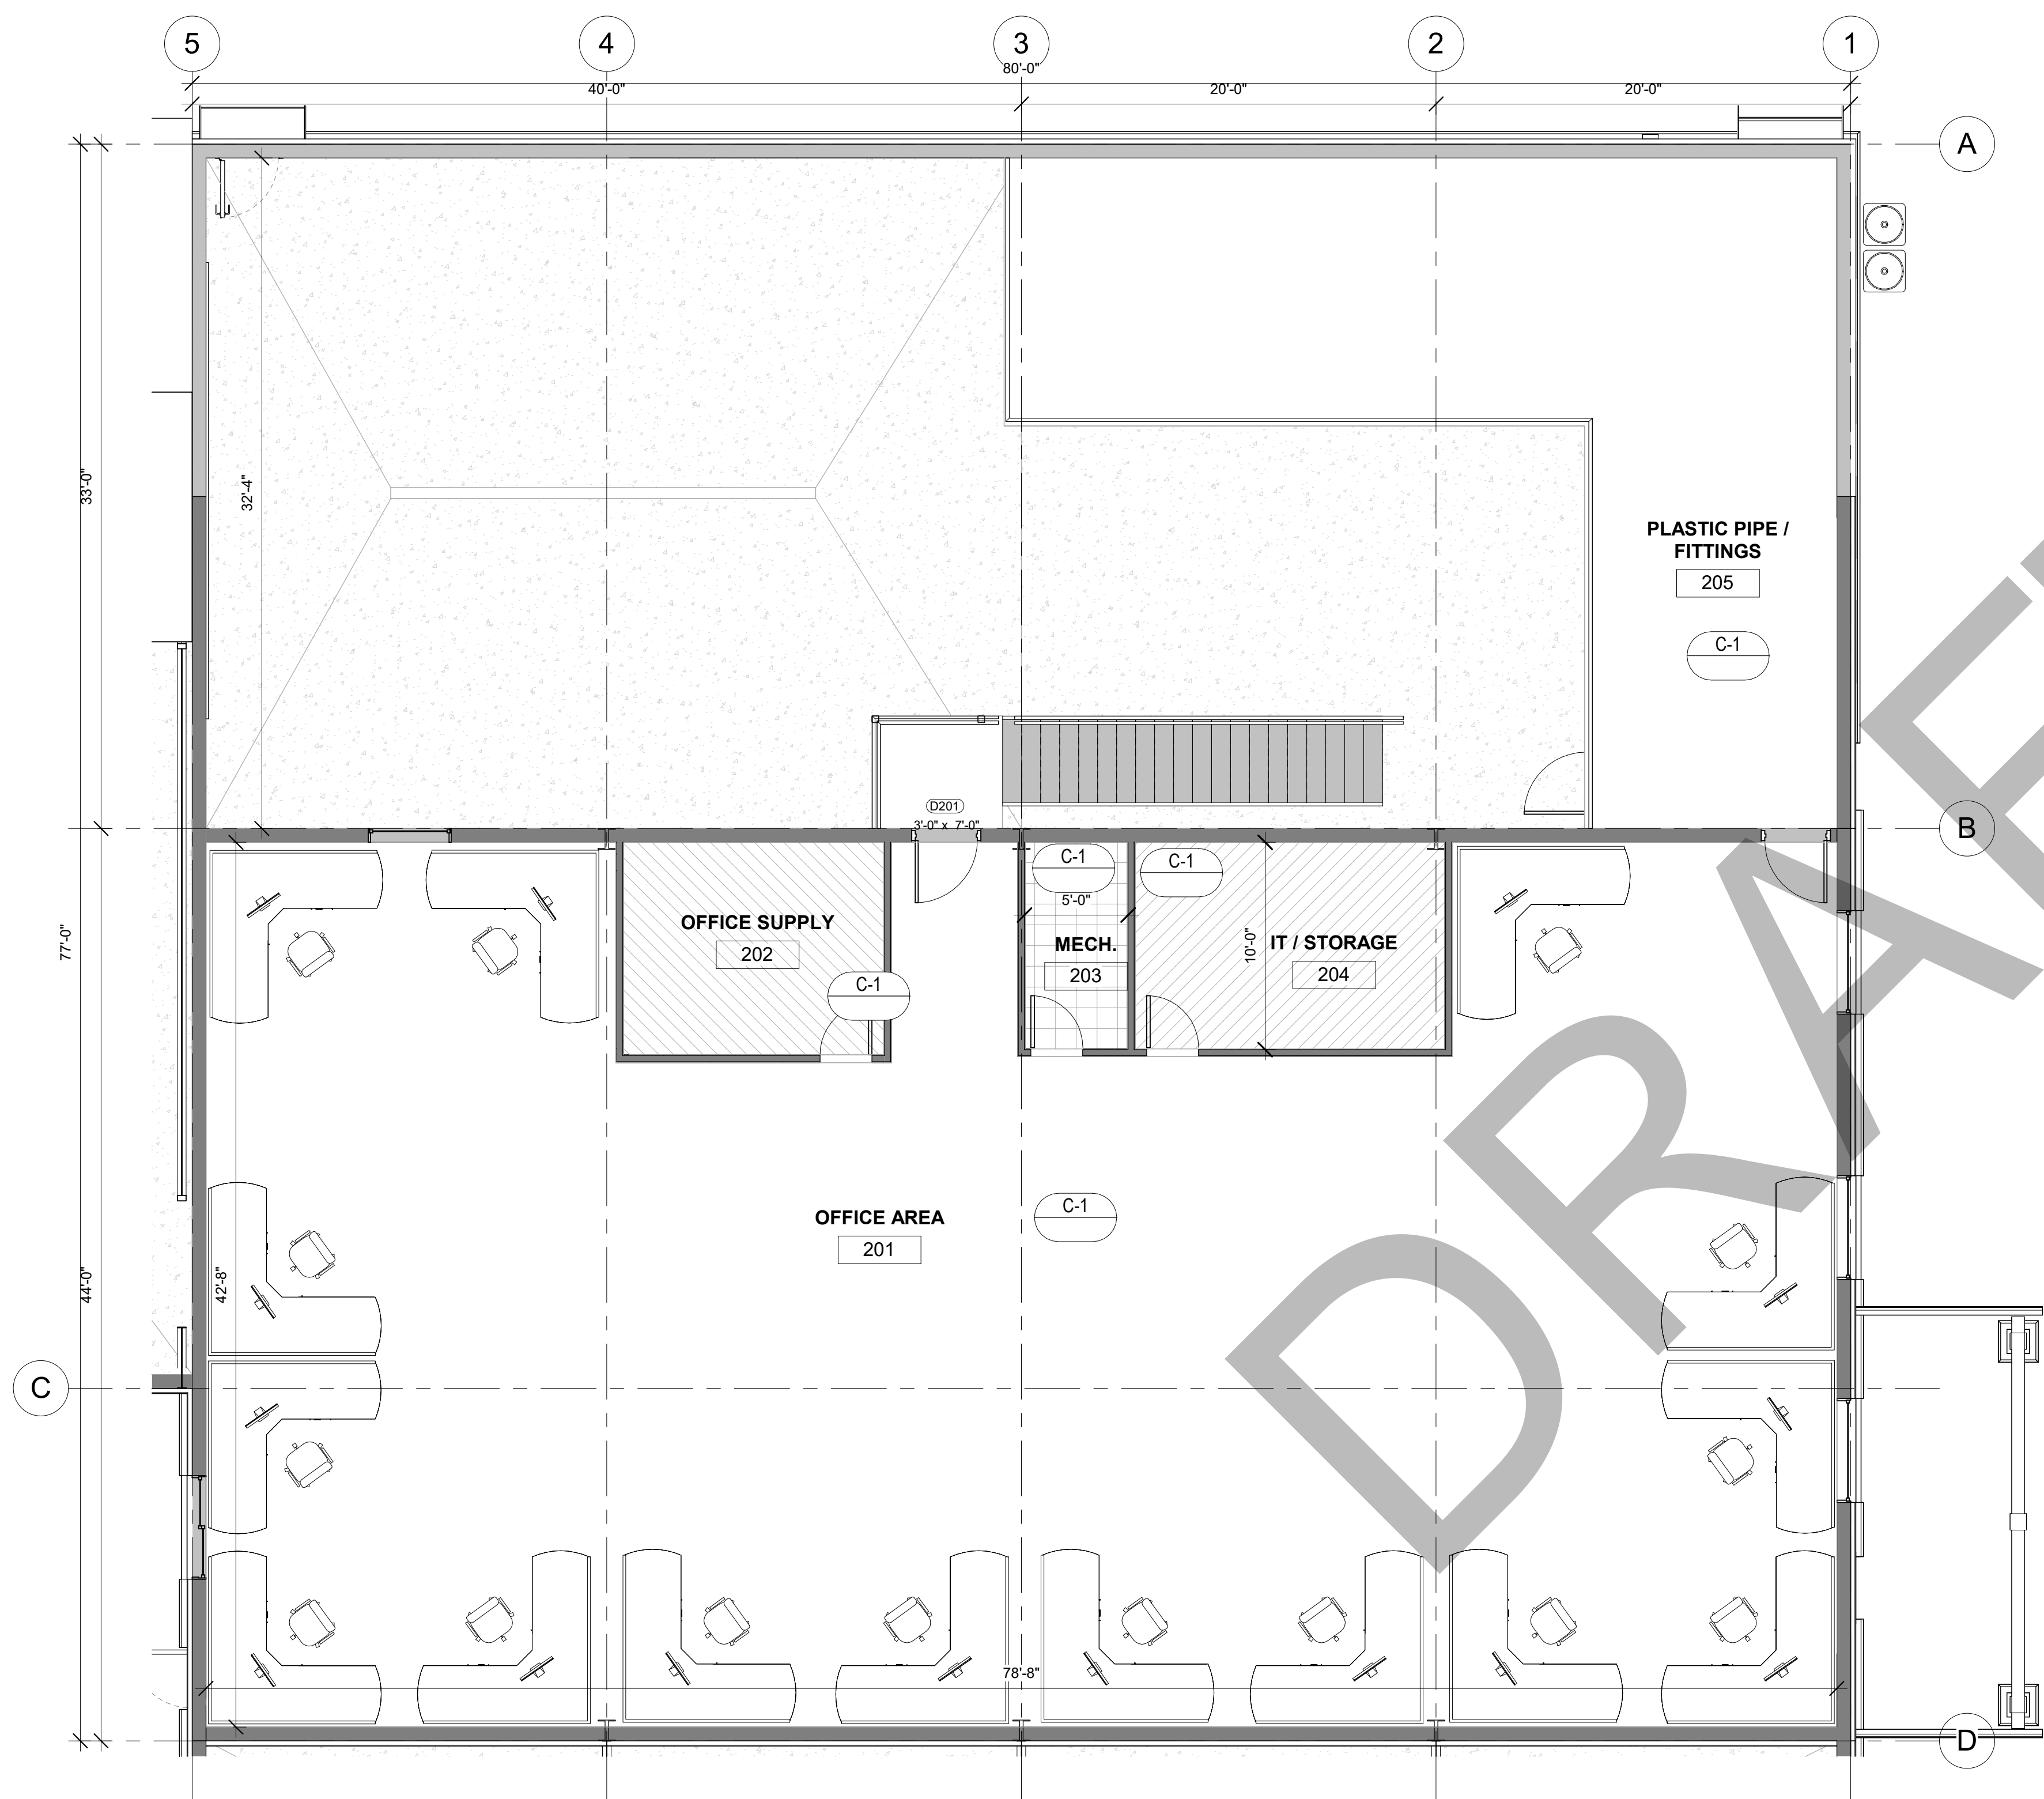 5
4
3
2
1
80'-0"
40'-0"
20'-0"
20'-0"
A
33'-0"
32'-4"
PLASTIC PIPE /
FITTINGS
205
C-1
D201
3'-0" x 7'-0"
B
77'-0"
C-1
C-1
5'-0"
OFFICE SUPPLY
202
MECH.
203
10'-0"
IT / STORAGE
204
C-1
OFFICE AREA
201
C-1
44'-0"
42'-8"
C
78'-8"
D
DRAF